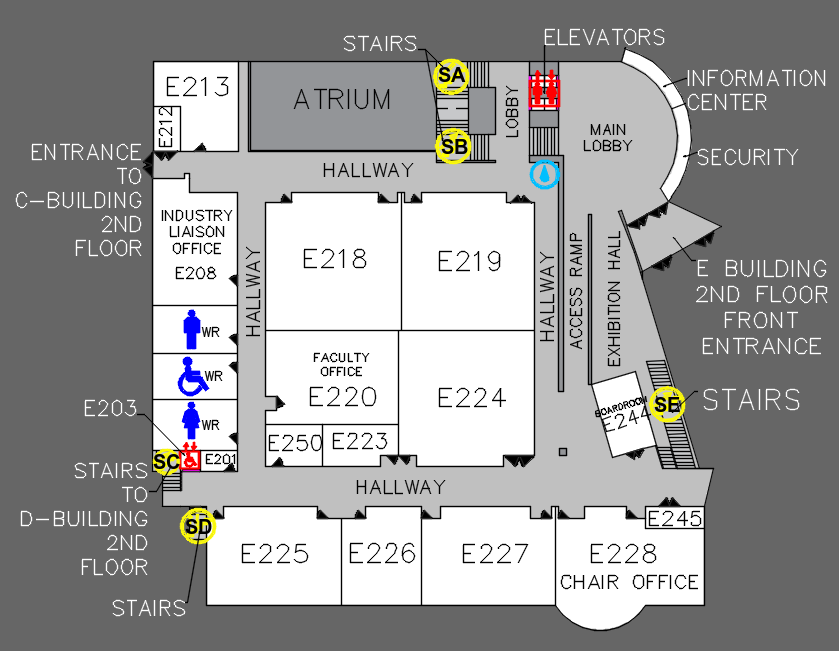 STAIRS
ELEVATORS
SA
E213
ATRIUM
INFORMATION
CENTER
E212
LOBBY
MAIN
LOBBY
SB
SECURITY
ENTRANCE
TO
C-BUILDING
2ND
FLOOR
HALLWAY
INDUSTRY
LIAISON
OFFICE
E208
HALLWAY
E218
E219
HALLWAY
ACCESS RAMP
EXHIBITION HALL
E BUILDING
2ND FLOOR
FRONT
ENTRANCE
WR
WR
WR
FACULTY
OFFICE
E220
E224
BOARDROOM
E244
SE
STAIRS
E203
E250
E223
SC
E201
STAIRS
TO
D-BUILDING
2ND
FLOOR
HALLWAY
SD
E225
E226
E227
E228
CHAIR OFFICE
E245
STAIRS